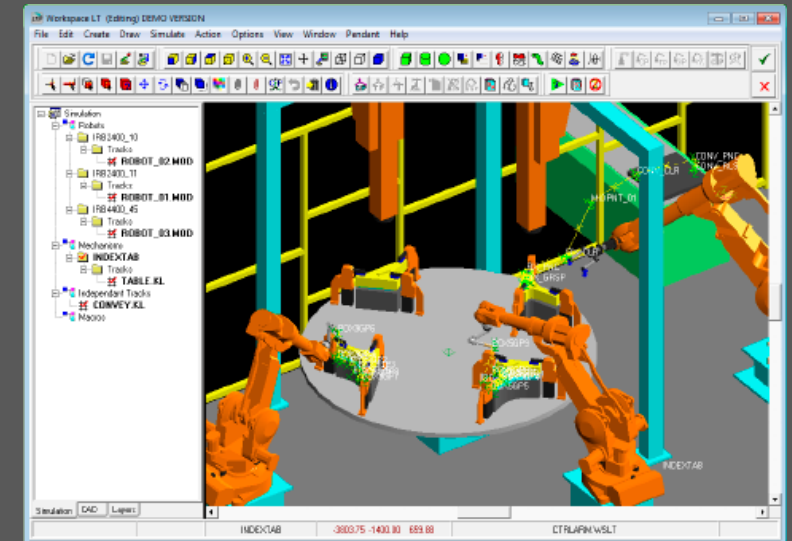 Workspace LT (Editing) DEMO VERSION
File Edit Create Draw Simulate Action Options View Window Pendant Help
Simulation
Robots
IRB2400_10
Tracks
ROBOT_02.MOD
IRB2400_11
Tracks
ROBOT_01.MOD
IRB4400_45
Tracks
ROBOT_03.MOD
Mechanisms
INDEXTAB
Tracks
TABLE.KL
Independant Tracks
CONVEY.KL
Macros
CONV_CLR
INDEXTAB
Simulation CAD Layers
INDEXTAB -3803.75 -1400.00 659.88 CTRLARM.WSLT